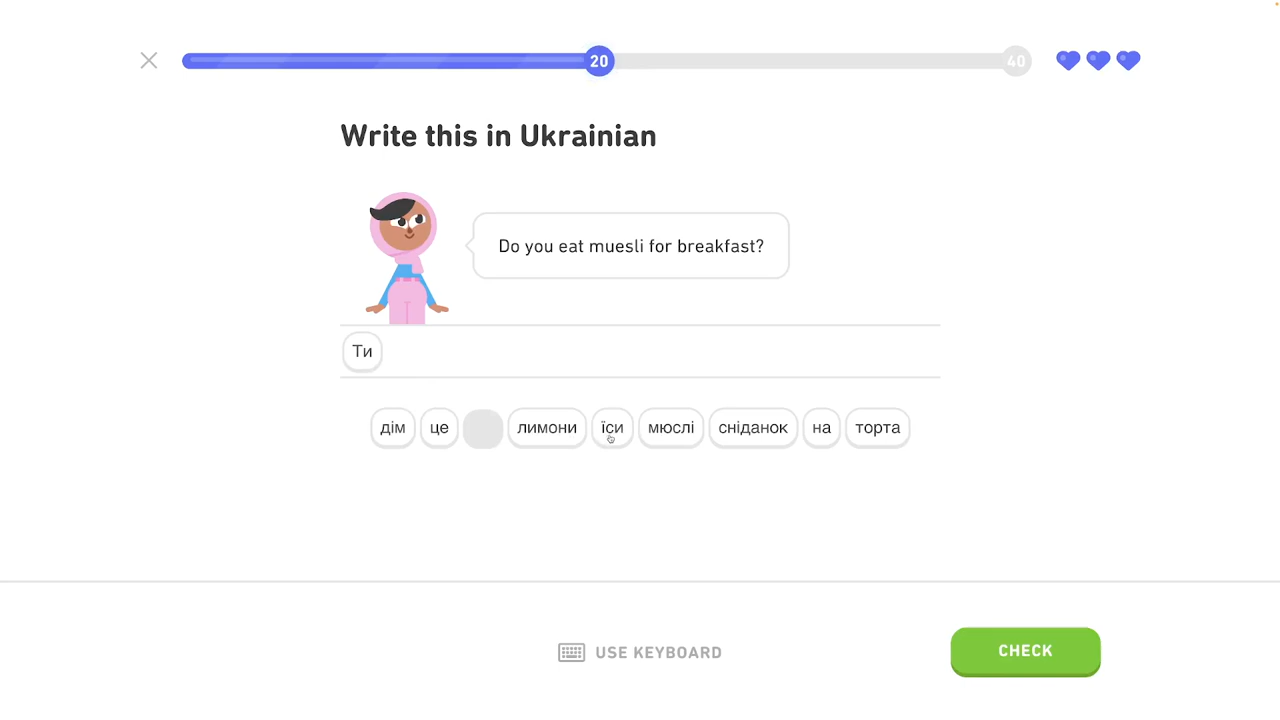 20
40
Write this in Ukrainian
Do you eat muesli for breakfast?
Ти
дім це лимони їси мюслі сніданок на торта
USE KEYBOARD
CHECK